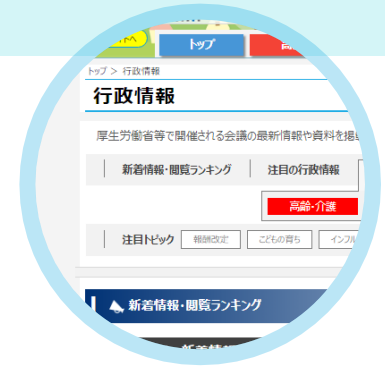 トップ
トップ > 行政情報
行政情報
厚生労働省等で開催される会議の最新情報や資料を掲
新着情報・閲覧ランキング 注目の行政情報
高齢・介護
注目トピック 報酬改定 こどもの育ち インフル
新着情報・閲覧ランキング